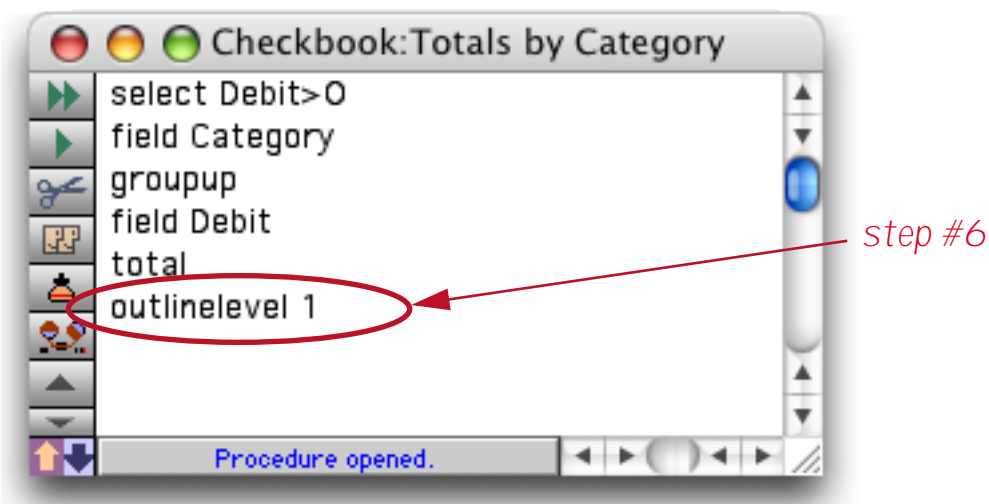 Checkbook:Totals by Category
select Debit>0
field Category
groupup
field Debit
total
outlinelevel 1
step #6
Procedure opened.